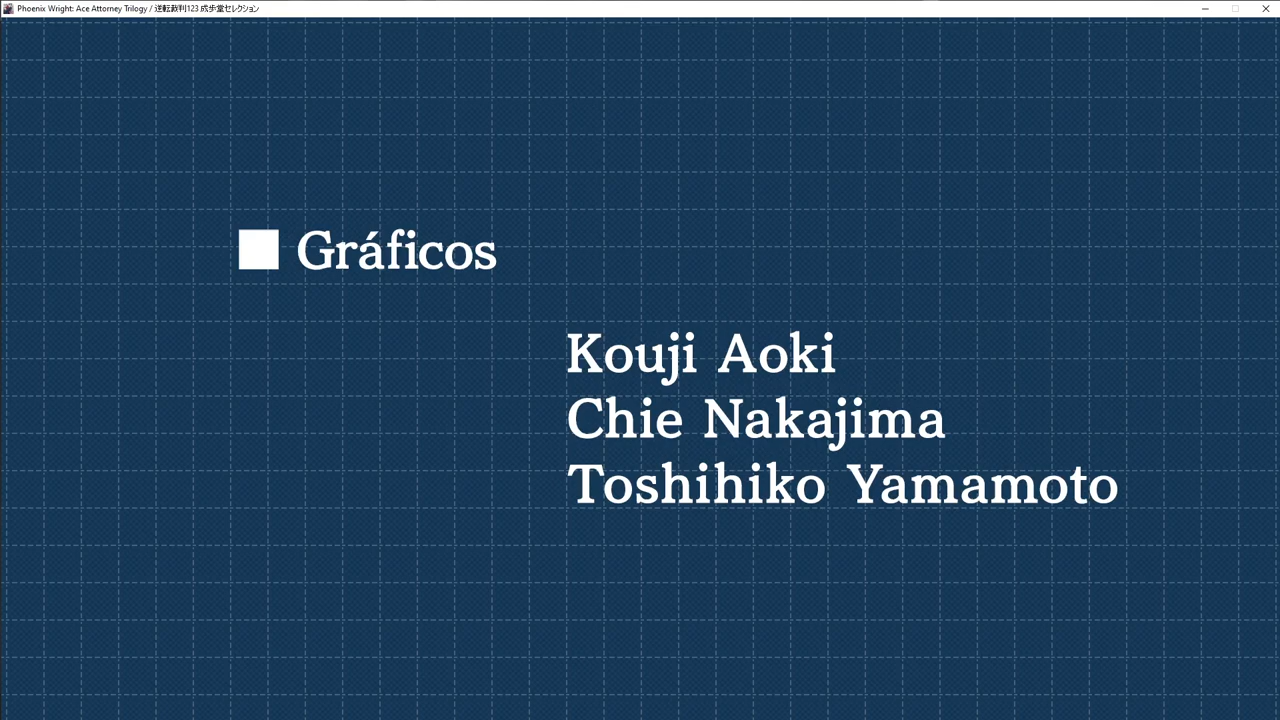 Phoenix Wright: Ace Attorney Trilogy / 逆転裁判123 成歩堂セレクション
Gráficos
Kouji Aoki
Chie Nakajima
Toshihiko Yamamoto